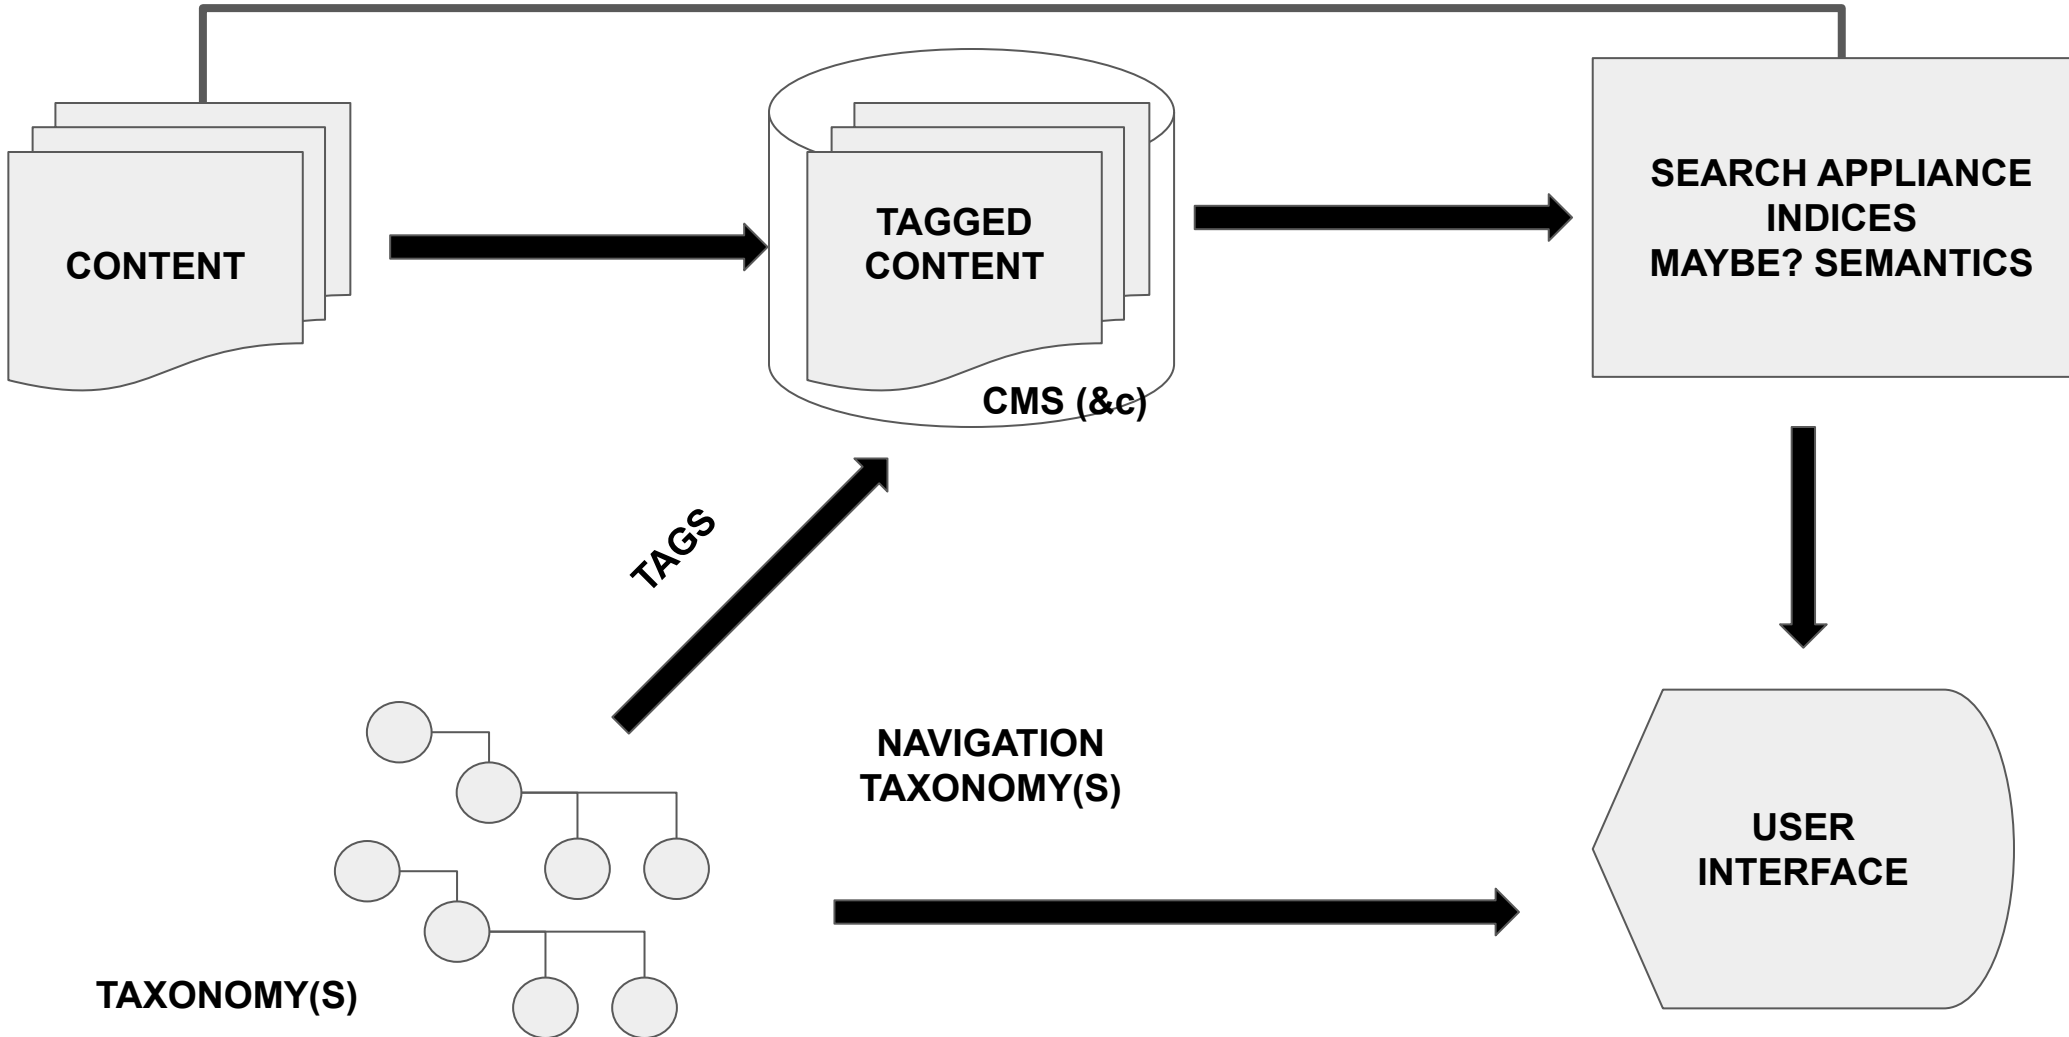 CONTENT
TAGGED
CONTENT
CMS (&c)
SEARCH APPLIANCE
INDICES
MAYBE? SEMANTICS
TAGS
NAVIGATION
TAXONOMY(S)
USER
INTERFACE
TAXONOMY(S)